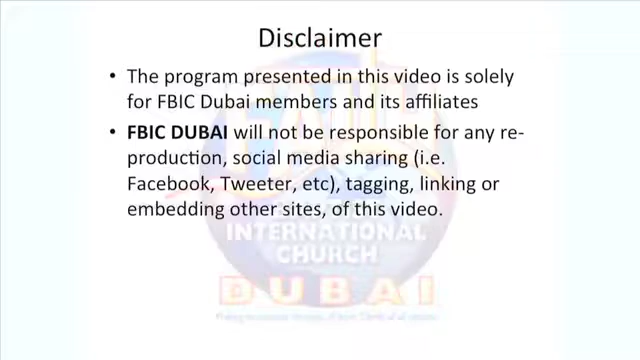 Disclaimer
• The program presented in this video is solely
for FBIC Dubai members and its affiliates
• FBIC DUBAI will not be responsible for any re-
production, social media sharing (i.e.
Facebook, Tweeter, etc), tagging, linking or
embedding other sites, of this video.
INTERNATIONAL
CHURCH
DUBAI